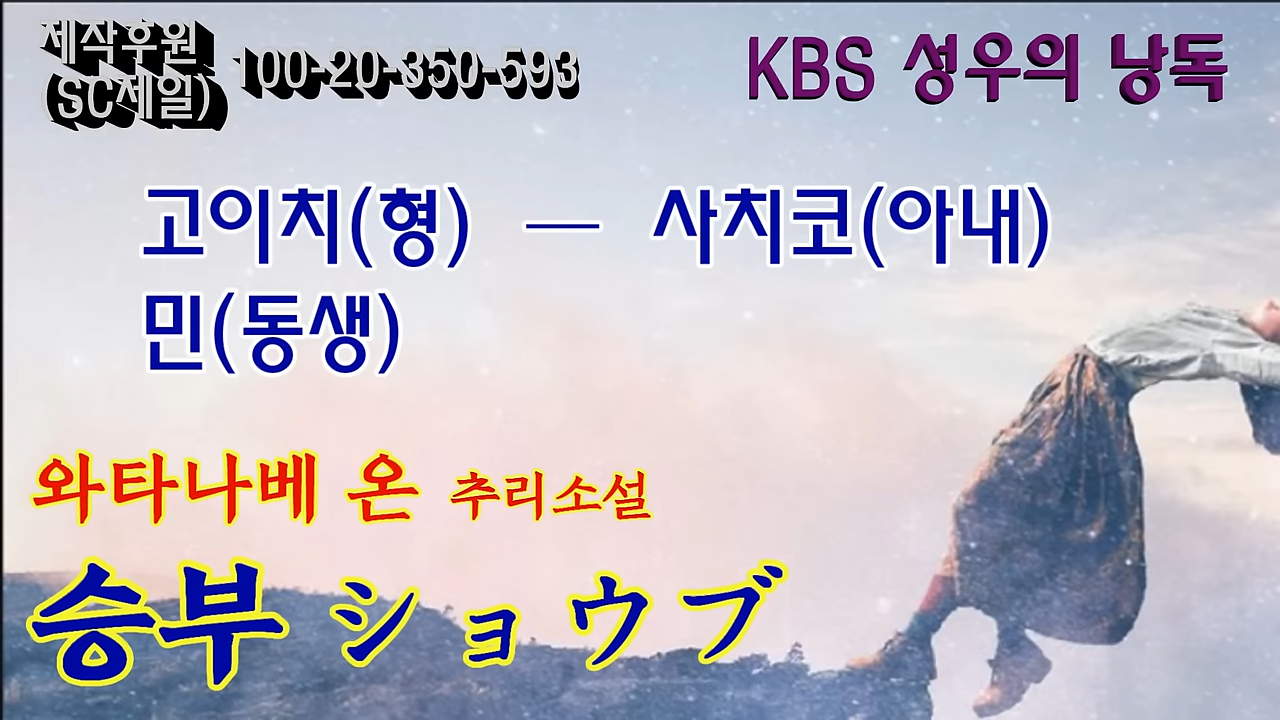 제작후원
(SC제일) 100-20-350-593
KBS 성우의 낭독
고이치(형) — 사치코(아내)
민(동생)
와타나베 온 추리소설
승부 ショウブ